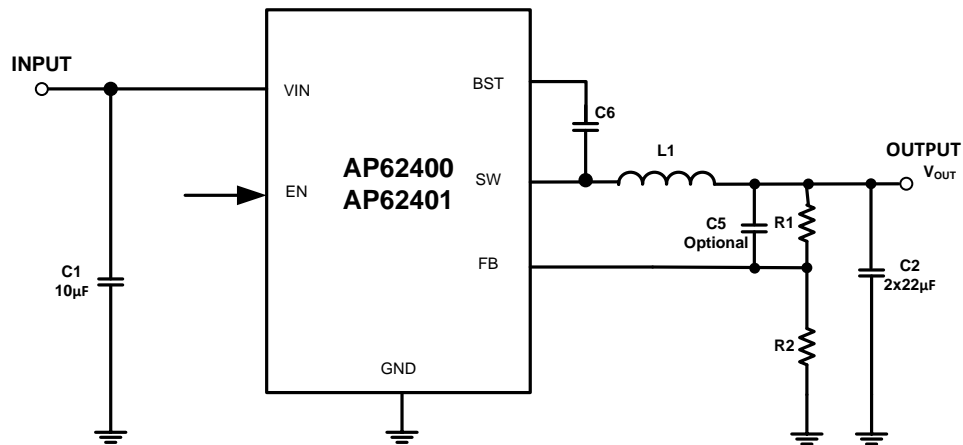 INPUT
VIN
EN
BST
AP62400
AP62401
SW
FB
GND
C1
10µF
C6
L1
C5
Optional
R1
R2
OUTPUT
VOUT
C2
2x22µF